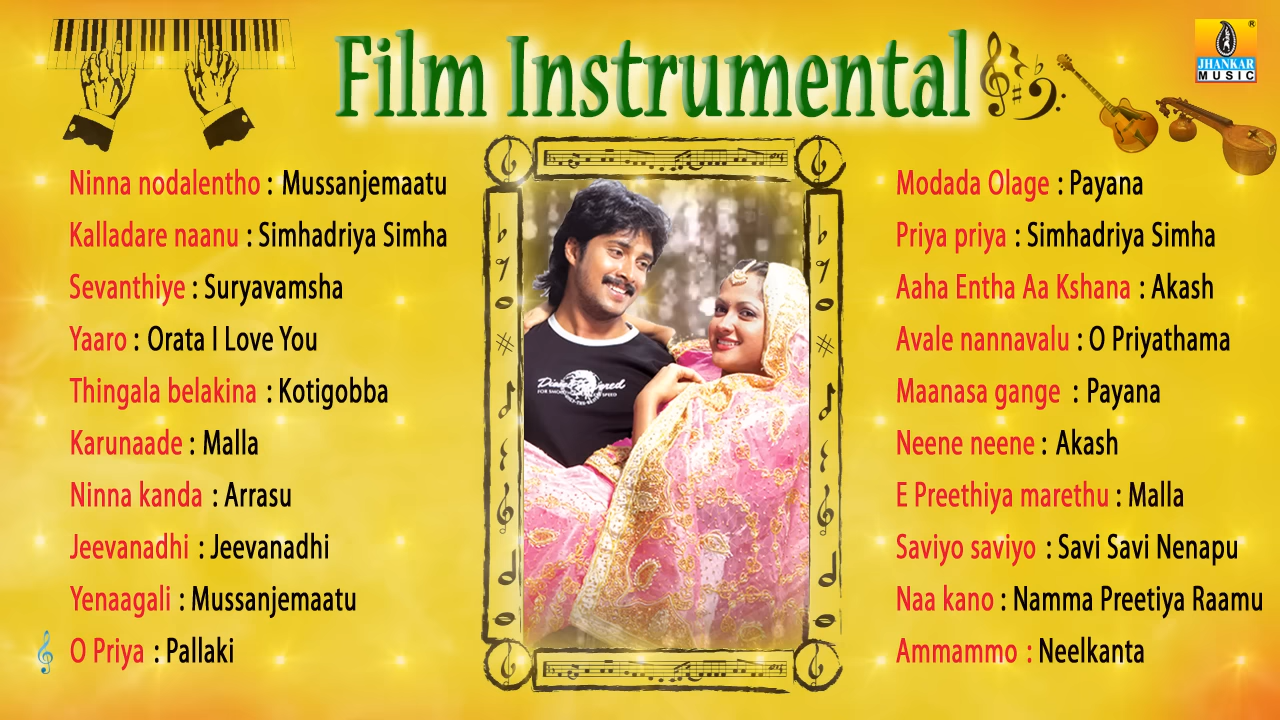 Film Instrumental
JHANKAR
MUSIC
Ninna nodalentho : Mussanjemaatu
Kalladare naanu : Simhadriya Simha
Sevanthiye : Suryavamsha
Yaaro : Orata I Love You
Thingala belakina : Kotigobba
Karunaade : Malla
Ninna kanda : Arrasu
Jeevanadhi : Jeevanadhi
Yenaagali : Mussanjemaatu
O Priya : Pallaki
Modada Olage : Payana
Priya priya : Simhadriya Simha
Aaha Entha Aa Kshana : Akash
Avale nannavalu : O Priyathama
Maanasa gange : Payana
Neene neene : Akash
E Preethiya marethu : Malla
Saviyo saviyo : Savi Savi Nenapu
Naa kano : Namma Preetiya Raamu
Ammammo : Neelkanta